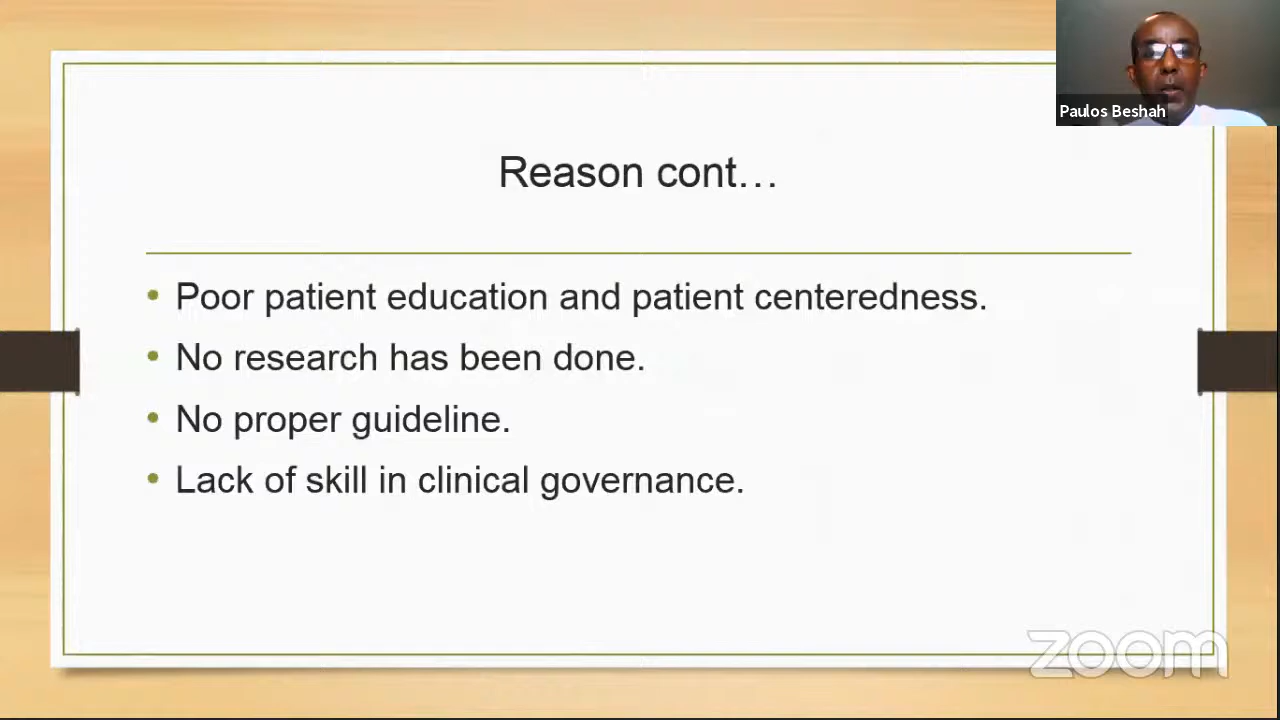 Paulos Beshah
Reason cont…
• Poor patient education and patient centeredness.
• No research has been done.
• No proper guideline.
• Lack of skill in clinical governance.
zoom